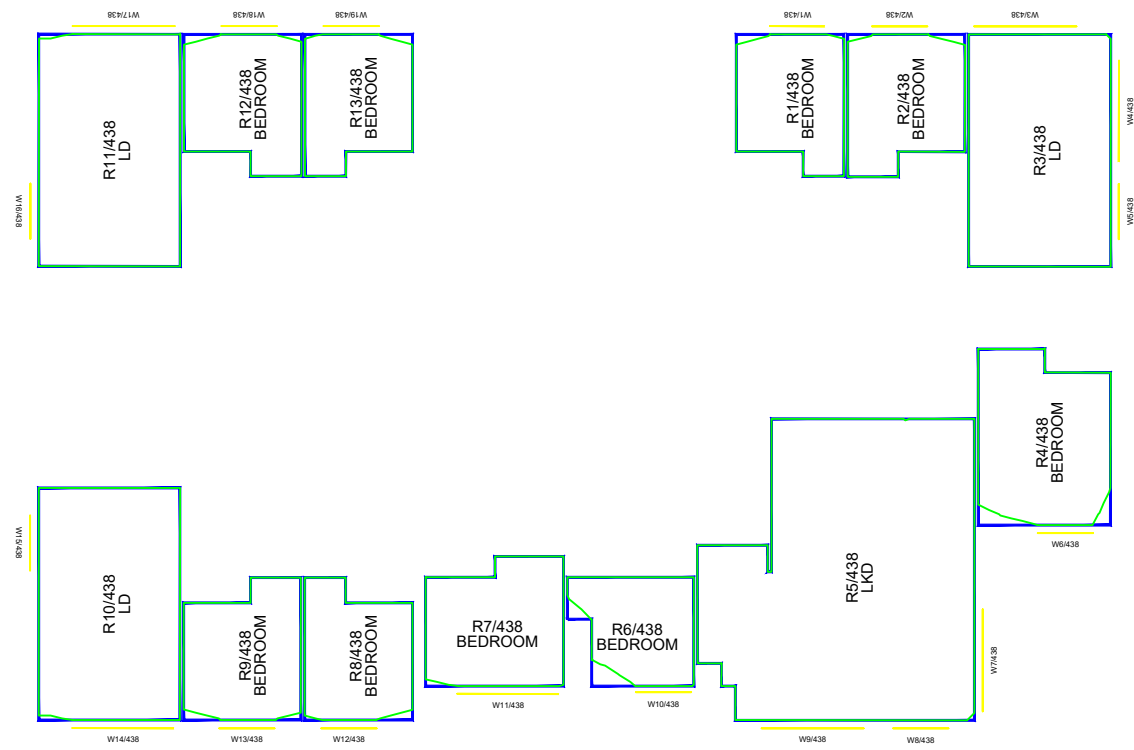 W17/438
W18/438
W19/438
W1/438
W2/438
W3/438
R11/438
LD
R12/438
BEDROOM
R13/438
BEDROOM
R1/438
BEDROOM
R2/438
BEDROOM
R3/438
LD
W4/438
W16/438
W5/438
R4/438
BEDROOM
W6/438
W15/438
R10/438
LD
R9/438
BEDROOM
R8/438
BEDROOM
R7/438
BEDROOM
R6/438
BEDROOM
R5/438
LKD
W7/438
W11/438
W10/438
W14/438
W13/438
W12/438
W9/438
W8/438